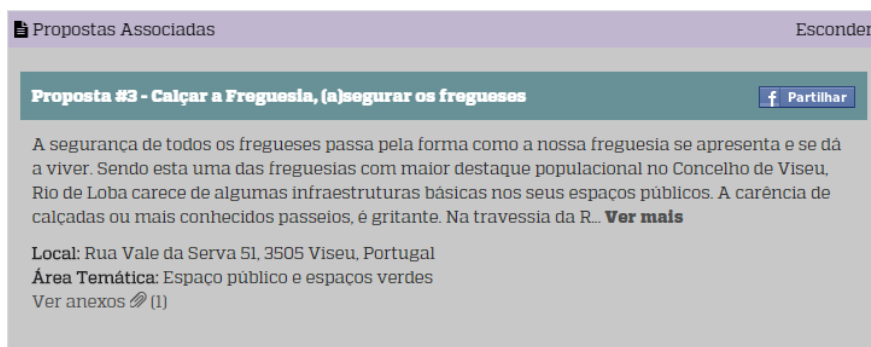 Propostas Associadas Esconder
Proposta #3 - Calçar a Freguesia, (a)segurar os fregueses f Partilhar
A segurança de todos os fregueses passa pela forma como a nossa freguesia se apresenta e se dá
a viver. Sendo esta uma das freguesias com maior destaque populacional no Concelho de Viseu,
Rio de Loba carece de algumas infraestruturas básicas nos seus espaços públicos. A carência de
calçadas ou mais conhecidos passeios, é gritante. Na travessia da R... Ver mais
Local: Rua Vale da Serva 51, 3505 Viseu, Portugal
Área Temática: Espaço público e espaços verdes
Ver anexos (1)